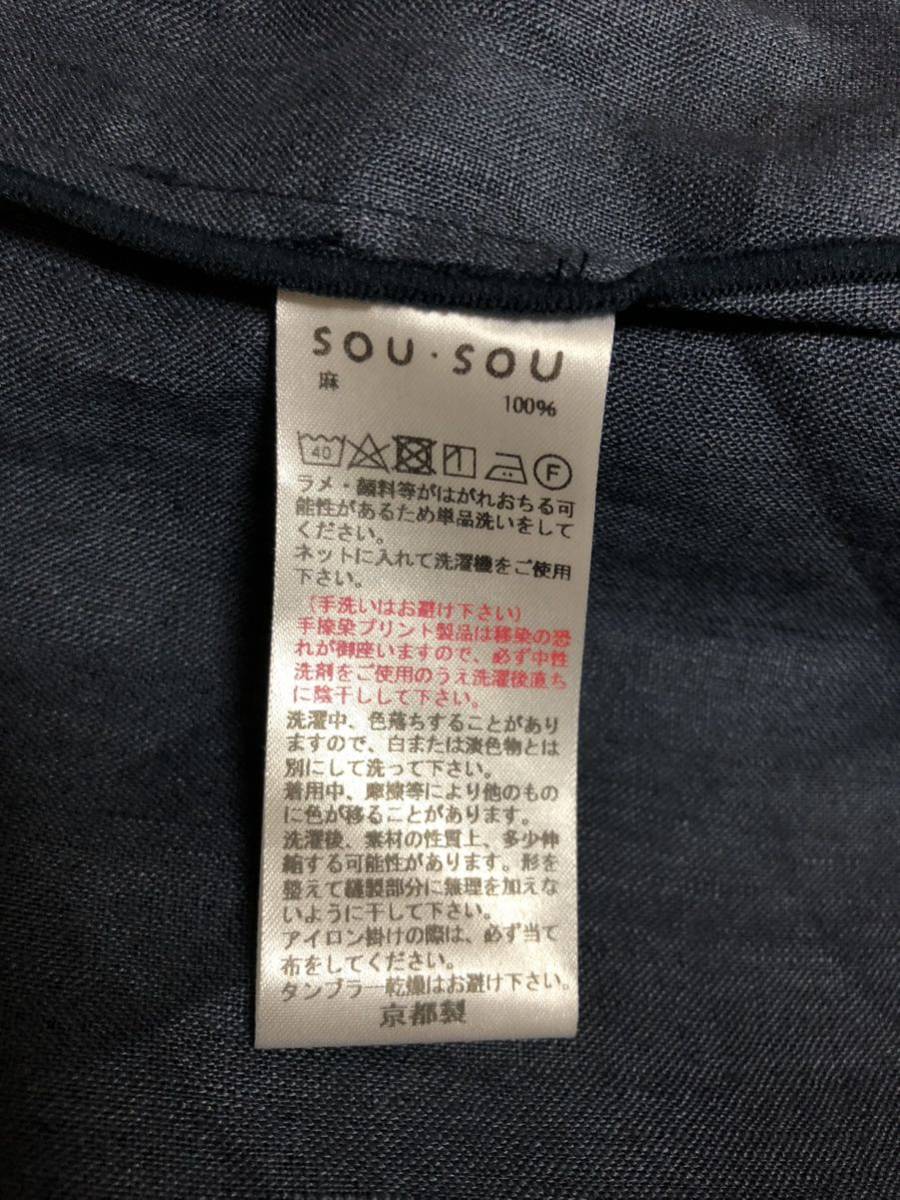 SOU・SOU
麻
100%
40 F
ラメ・顔料等がはがれおちる可
能性があるため単品洗いをして
ください。
ネットに入れて洗濯機をご使用
下さい。
(手洗いはお避け下さい)
手捺染プリント製品は移染の恐
れが御座いますので、必ず中性
洗剤をご使用のうえ洗濯後直ち
に陰干しして下さい。
洗濯中、色落ちすることがあり
ますので、白または淡色物とは
別にして洗って下さい。
着用中、摩擦等により他のもの
に色が移ることがあります。
洗濯後、素材の性質上、多少伸
縮する可能性があります。形を
整えて縫製部分に無理を加えな
いように干して下さい。
アイロン掛けの際は、必ず当て
布をしてください。
タンブラー乾燥はお避け下さい。
京都製